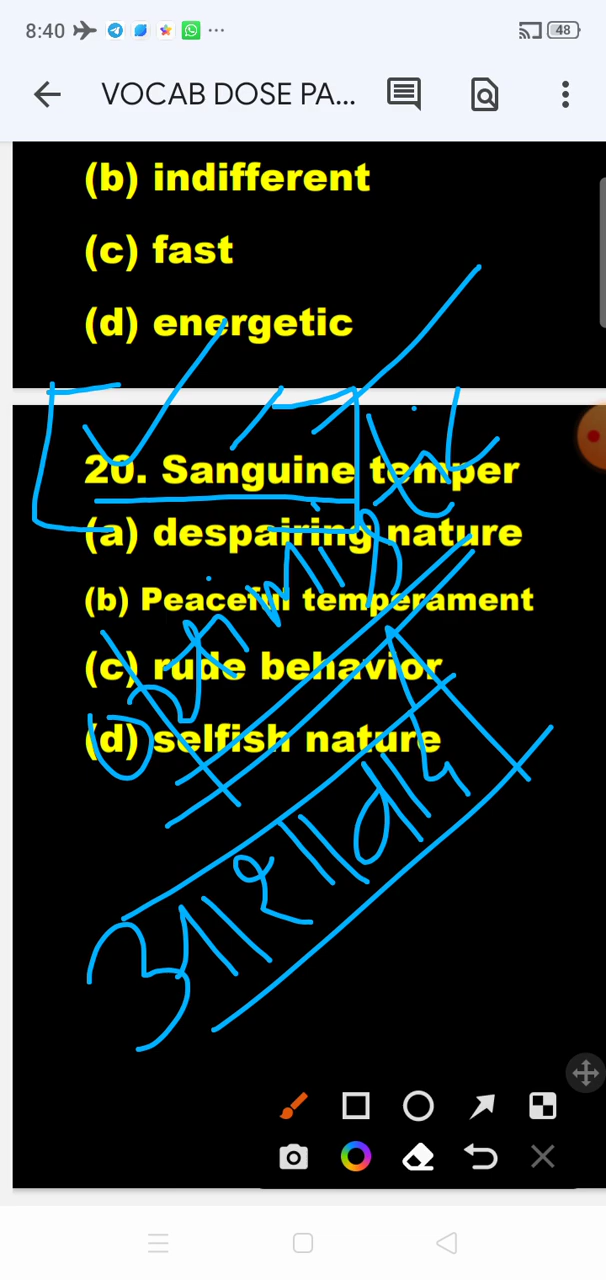 8:40
48
VOCAB DOSE PA...
(b) indifferent
(c) fast
(d) energetic
20. Sanguine temper
(a) despairing nature
(b) Peaceful temperament
(c) rude behavior
(d) selfish nature
optimistic
आशावादी